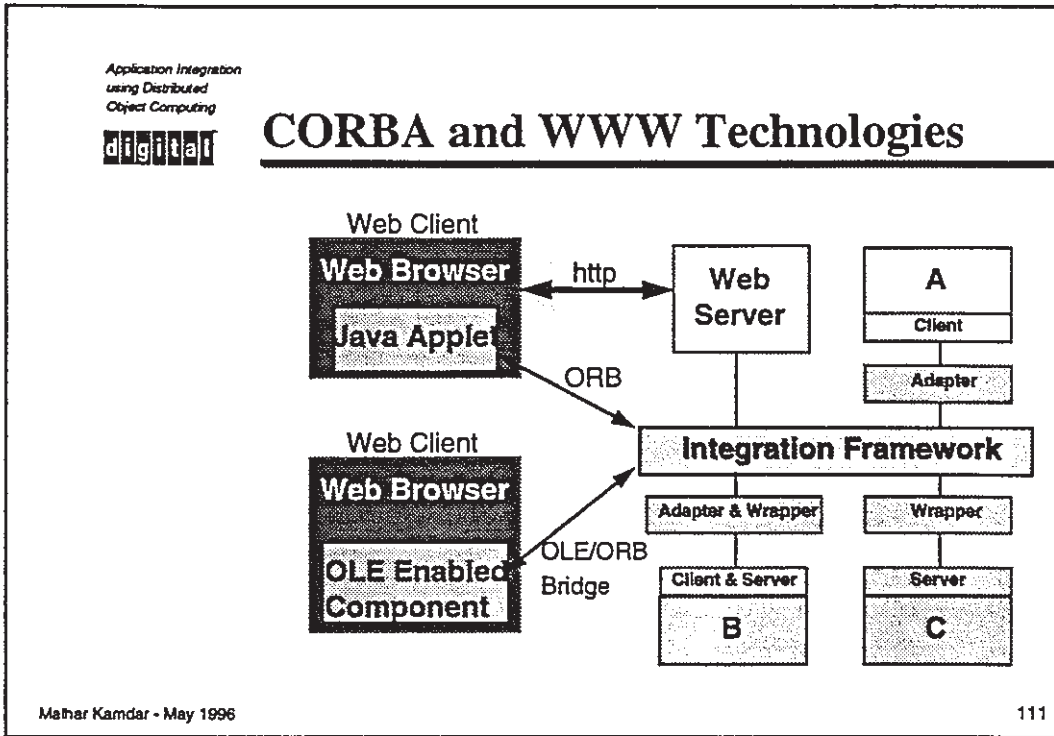 Application Integration
using Distributed
Object Computing
digital
CORBA and WWW Technologies
Web Client
Web Browser
Java Applet
http
Web
Server
A
Client
Adapter
ORB
Integration Framework
Web Client
Web Browser
OLE Enabled
Component
OLE/ORB
Bridge
Adapter & Wrapper
Client & Server
B
Wrapper
Server
C
Malhar Kamdar - May 1996
111